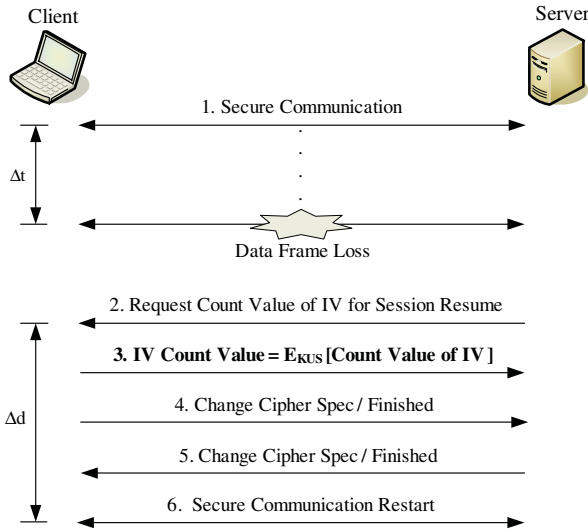 Client
Server
1. Secure Communication
Δt
Data Frame Loss
2. Request Count Value of IV for Session Resume
3. IV Count Value = EKUS [Count Value of IV]
4. Change Cipher Spec / Finished
Δd
5. Change Cipher Spec / Finished
6. Secure Communication Restart